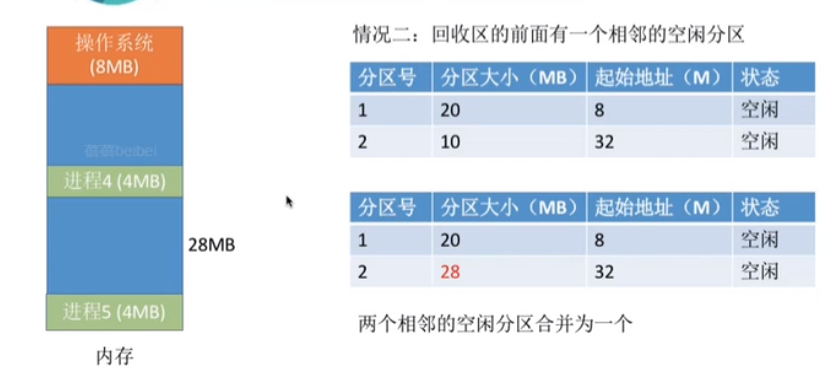 操作系统
(8MB)
蓓蓓beibei
进程4 (4MB)
28MB
进程5 (4MB)
内存
情况二：回收区的前面有一个相邻的空闲分区
分区号 分区大小（MB） 起始地址（M） 状态
1 20 8 空闲
2 10 32 空闲
分区号 分区大小（MB） 起始地址（M） 状态
1 20 8 空闲
2 28 32 空闲
两个相邻的空闲分区合并为一个